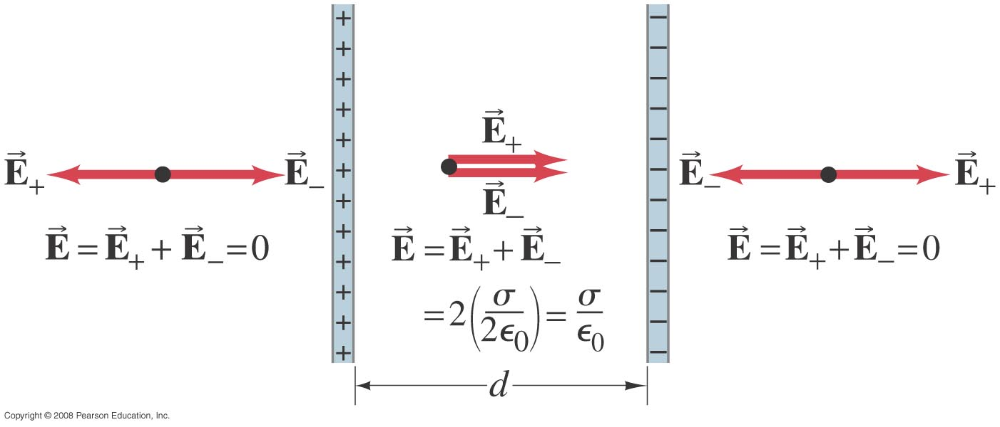 + + + + + + + + + + + +
− − − − − − − − − − − −
E⃗₊ E⃗₋
E⃗ = E⃗₊ + E⃗₋ = 0
E⃗₊
E⃗₋
E⃗ = E⃗₊ + E⃗₋
= 2(σ/2ϵ₀) = σ/ϵ₀
E⃗₋ E⃗₊
E⃗ = E⃗₊ + E⃗₋ = 0
d
Copyright © 2008 Pearson Education, Inc.